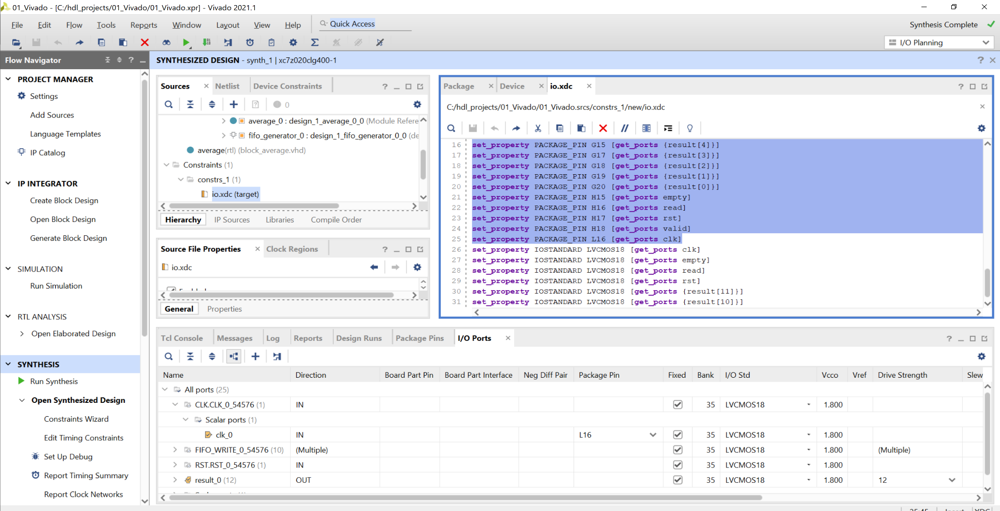 01_Vivado - [C:/hdl_projects/01_Vivado/01_Vivado.xpr] - Vivado 2021.1
File Edit Flow Tools Reports Window Layout View Help Quick Access
Synthesis Complete
I/O Planning
Flow Navigator
SYNTHESIZED DESIGN - synth_1 | xc7z020clg400-1
PROJECT MANAGER
Settings
Add Sources
Language Templates
IP Catalog
IP INTEGRATOR
Create Block Design
Open Block Design
Generate Block Design
SIMULATION
Run Simulation
RTL ANALYSIS
Open Elaborated Design
SYNTHESIS
Run Synthesis
Open Synthesized Design
Constraints Wizard
Edit Timing Constraints
Set Up Debug
Report Timing Summary
Report Clock Networks
Sources Netlist Device Constraints
0
average_0 : design_1_average_0_0 (Module Refere
fifo_generator_0 : design_1_fifo_generator_0_0 (de
average(rtl) (block_average.vhd)
Constraints (1)
constrs_1 (1)
io.xdc (target)
Hierarchy IP Sources Libraries Compile Order
Source File Properties Clock Regions
io.xdc
General Properties
Package Device io.xdc
C:/hdl_projects/01_Vivado/01_Vivado.srcs/constrs_1/new/io.xdc
16 set_property PACKAGE_PIN G15 [get_ports {result[4]}]
17 set_property PACKAGE_PIN G17 [get_ports {result[3]}]
18 set_property PACKAGE_PIN G18 [get_ports {result[2]}]
19 set_property PACKAGE_PIN G19 [get_ports {result[1]}]
20 set_property PACKAGE_PIN G20 [get_ports {result[0]}]
21 set_property PACKAGE_PIN H15 [get_ports empty]
22 set_property PACKAGE_PIN H16 [get_ports read]
23 set_property PACKAGE_PIN H17 [get_ports rst]
24 set_property PACKAGE_PIN H18 [get_ports valid]
25 set_property PACKAGE_PIN L16 [get_ports clk]
26 set_property IOSTANDARD LVCMOS18 [get_ports clk]
27 set_property IOSTANDARD LVCMOS18 [get_ports empty]
28 set_property IOSTANDARD LVCMOS18 [get_ports read]
29 set_property IOSTANDARD LVCMOS18 [get_ports rst]
30 set_property IOSTANDARD LVCMOS18 [get_ports {result[11]}]
31 set_property IOSTANDARD LVCMOS18 [get_ports {result[10]}]
Tcl Console Messages Log Reports Design Runs Package Pins I/O Ports
Name Direction Board Part Pin Board Part Interface Neg Diff Pair Package Pin Fixed Bank I/O Std Vcco Vref Drive Strength Slew
All ports (25)
CLK.CLK_0_54576 (1) IN 35 LVCMOS18 1.800
Scalar ports (1)
clk_0 IN L16 35 LVCMOS18 1.800
FIFO_WRITE_0_54576 (10) (Multiple) 35 LVCMOS18 1.800 (Multiple)
RST.RST_0_54576 (1) IN 35 LVCMOS18 1.800
result_0 (12) OUT 35 LVCMOS18 1.800 12